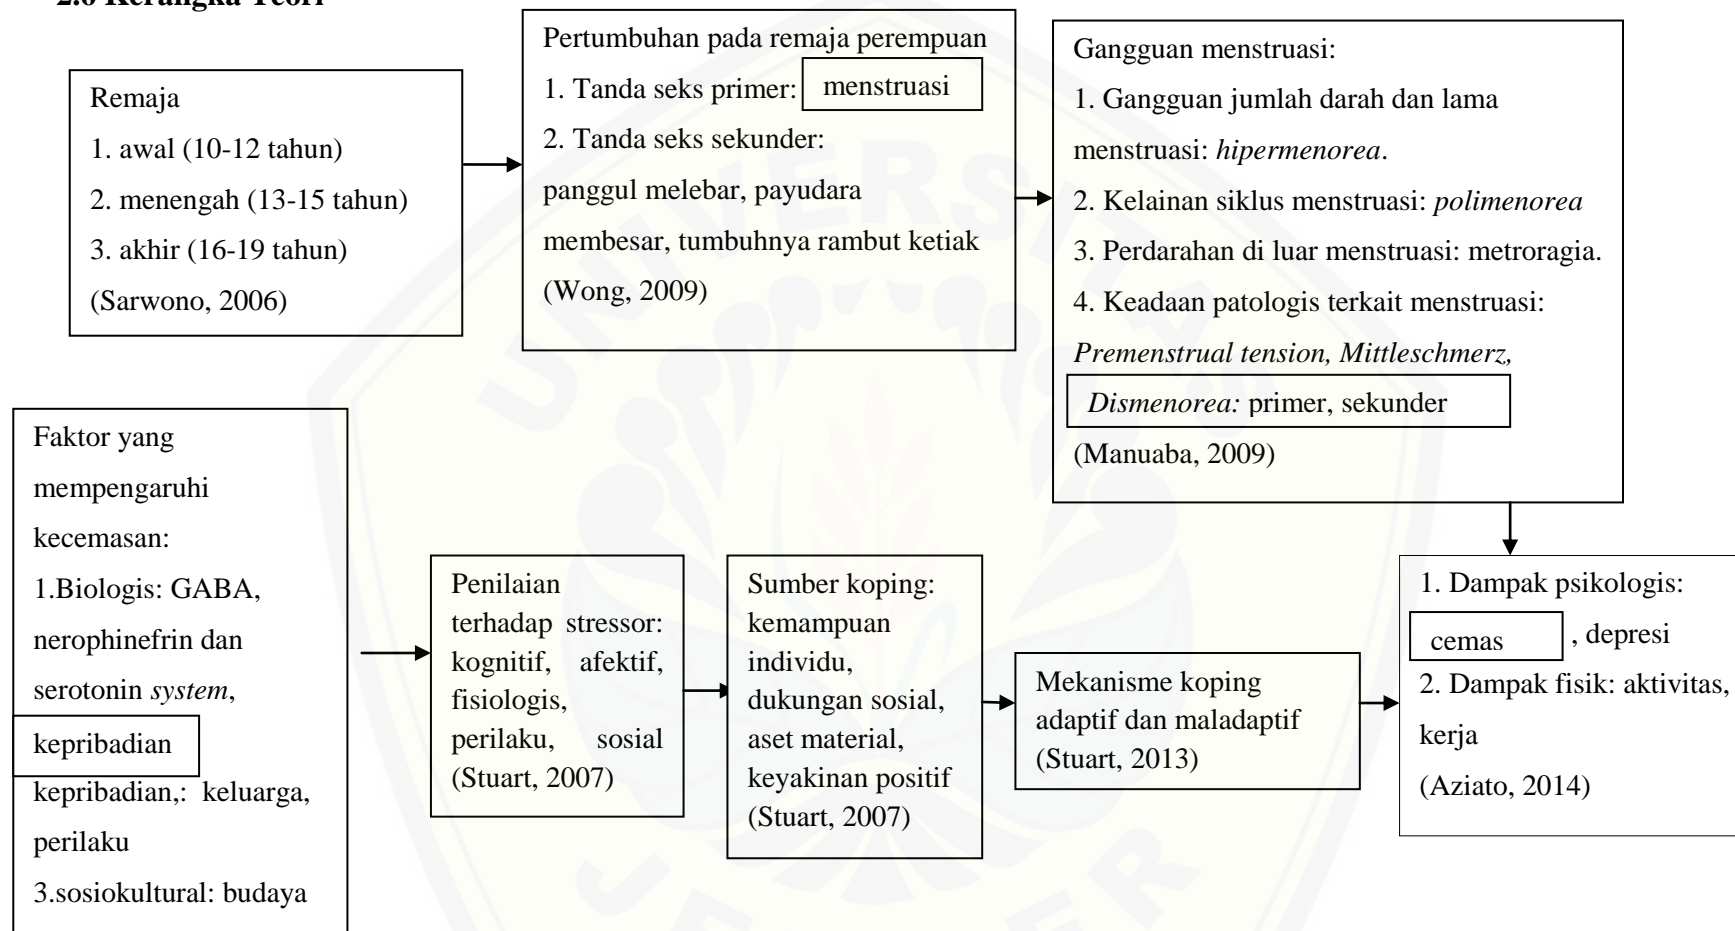 2.6 Kerangka Teori
Remaja
1. awal (10-12 tahun)
2. menengah (13-15 tahun)
3. akhir (16-19 tahun)
(Sarwono, 2006)
Pertumbuhan pada remaja perempuan
1. Tanda seks primer: menstruasi
2. Tanda seks sekunder:
panggul melebar, payudara
membesar, tumbuhnya rambut ketiak
(Wong, 2009)
Gangguan menstruasi:
1. Gangguan jumlah darah dan lama
menstruasi: hipermenorea.
2. Kelainan siklus menstruasi: polimenorea
3. Perdarahan di luar menstruasi: metroragia.
4. Keadaan patologis terkait menstruasi:
Premenstrual tension, Mittleschmerz,
Dismenorea: primer, sekunder
(Manuaba, 2009)
Faktor yang
mempengaruhi
kecemasan:
1.Biologis: GABA,
nerophinefrin dan
serotonin system,
kepribadian
kepribadian,: keluarga,
perilaku
3.sosiokultural: budaya
Penilaian
terhadap stressor:
kognitif, afektif,
fisiologis,
perilaku, sosial
(Stuart, 2007)
Sumber koping:
kemampuan
individu,
dukungan sosial,
aset material,
keyakinan positif
(Stuart, 2007)
Mekanisme koping
adaptif dan maladaptif
(Stuart, 2013)
1. Dampak psikologis:
cemas , depresi
2. Dampak fisik: aktivitas,
kerja
(Aziato, 2014)
UNIVERSITAS
JEMBER